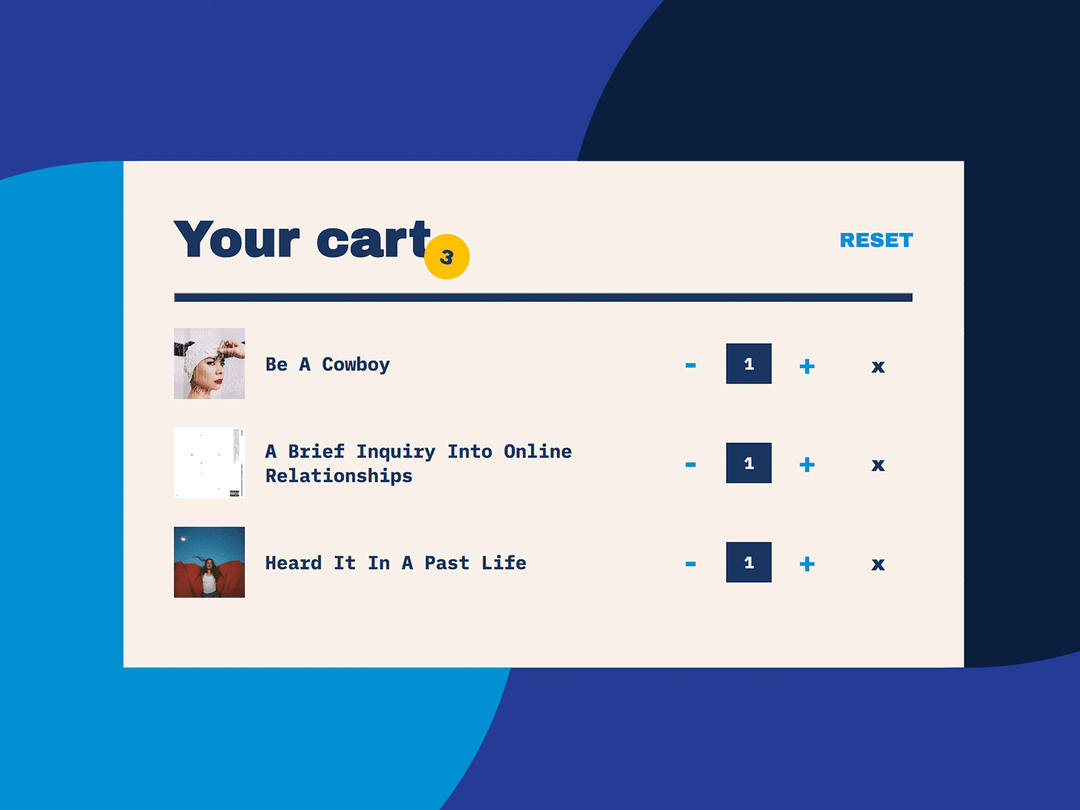 Your cart
3
RESET
Be A Cowboy
- 1 + x
A Brief Inquiry Into Online
Relationships
- 1 + x
Heard It In A Past Life
- 1 + x